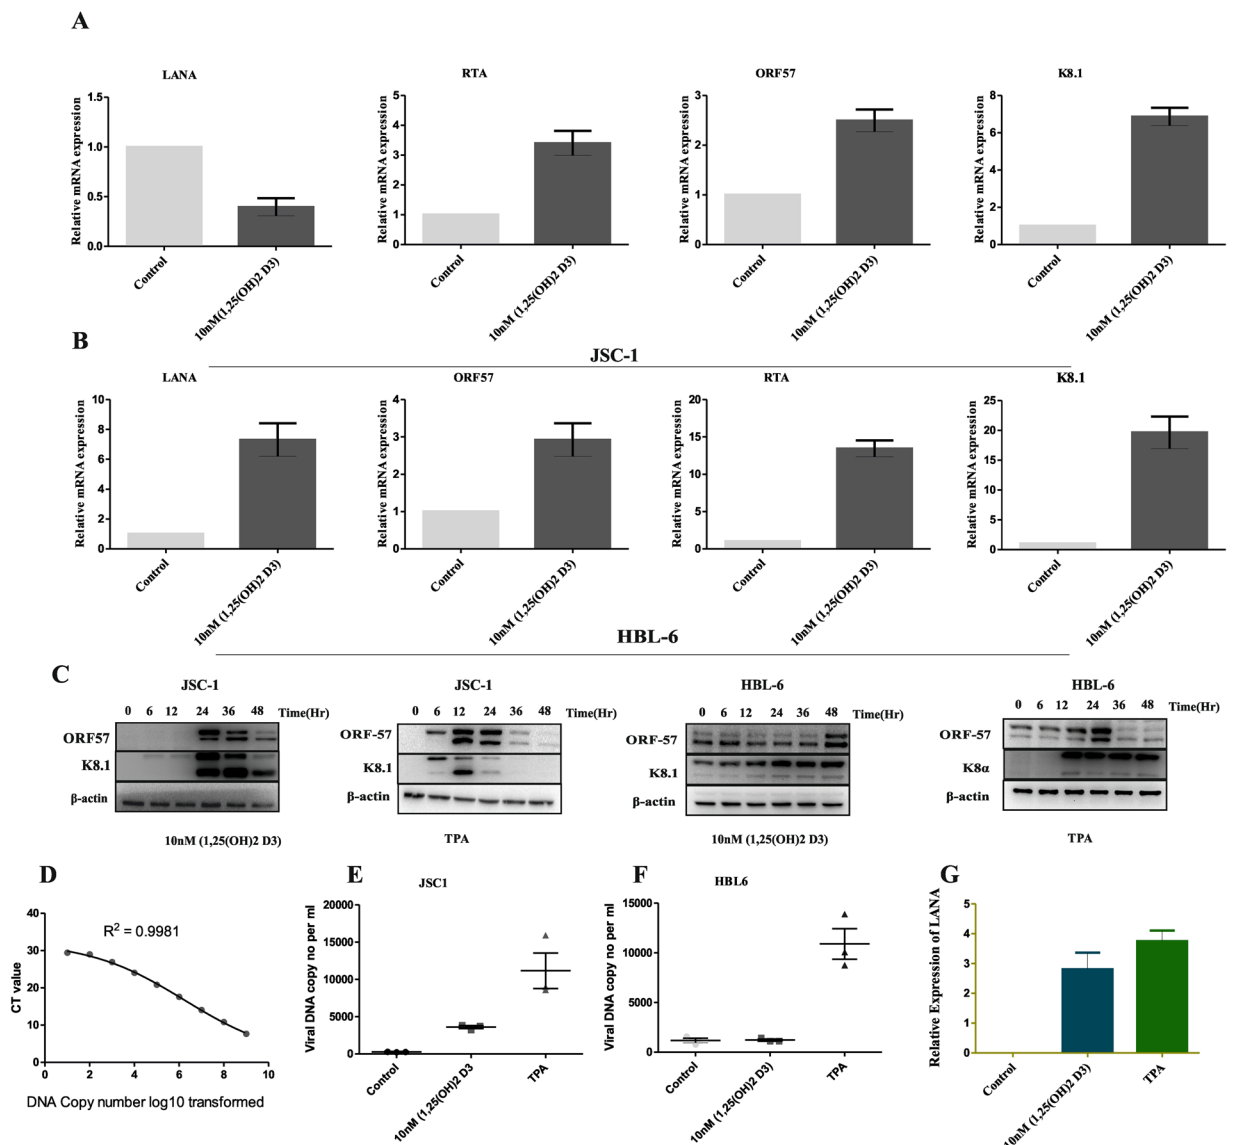 A
LANA
Relative mRNA expression
1.5
1.0
0.5
0.0
Control
10nM(1,25(OH)2 D3)
RTA
Relative mRNA expression
5
4
3
2
1
0
Control
10nM (1,25(OH)2 D3)
ORF57
Relative mRNA expression
3
2
1
0
Control
10nM (1,25(OH)2 D3)
K8.1
Relative mRNA expression
8
6
4
2
0
Control
10nM (1,25(OH)2 D3)
JSC-1
B
LANA
Relative mRNA expression
10
8
6
4
2
0
Control
10nM (1,25(OH)2 D3)
ORF57
Relative mRNA expression
4
3
2
1
0
Control
10nM (1,25(OH)2 D3)
RTA
Relative mRNA expression
20
15
10
5
0
Control
10nM (1,25(OH)2 D3)
K8.1
Relative mRNA expression
25
20
15
10
5
0
Control
10nM (1,25(OH)2 D3)
HBL-6
C
JSC-1
0 6 12 24 36 48 Time(Hr)
ORF57
K8.1
β-actin
10nM (1,25(OH)2 D3)
JSC-1
0 6 12 24 36 48 Time(Hr)
ORF-57
K8.1
β-actin
TPA
HBL-6
0 6 12 24 36 48 Time(Hr)
ORF-57
K8.1
β-actin
10nM (1,25(OH)2 D3)
HBL-6
0 6 12 24 36 48 Time(Hr)
ORF-57
K8α
β-actin
TPA
D
CT value
40
30
20
10
0
R² = 0.9981
0 2 4 6 8 10
DNA Copy number log10 transformed
E
JSC1
Viral DNA copy no per ml
20000
15000
10000
5000
0
Control
10nM (1,25(OH)2 D3
TPA
F
HBL6
Viral DNA copy no per ml
15000
10000
5000
0
Control
10nM (1,25(OH)2 D3)
TPA
G
Relative Expression of LANA
5
4
3
2
1
0
Control
10nM (1,25(OH)2 D3)
TPA